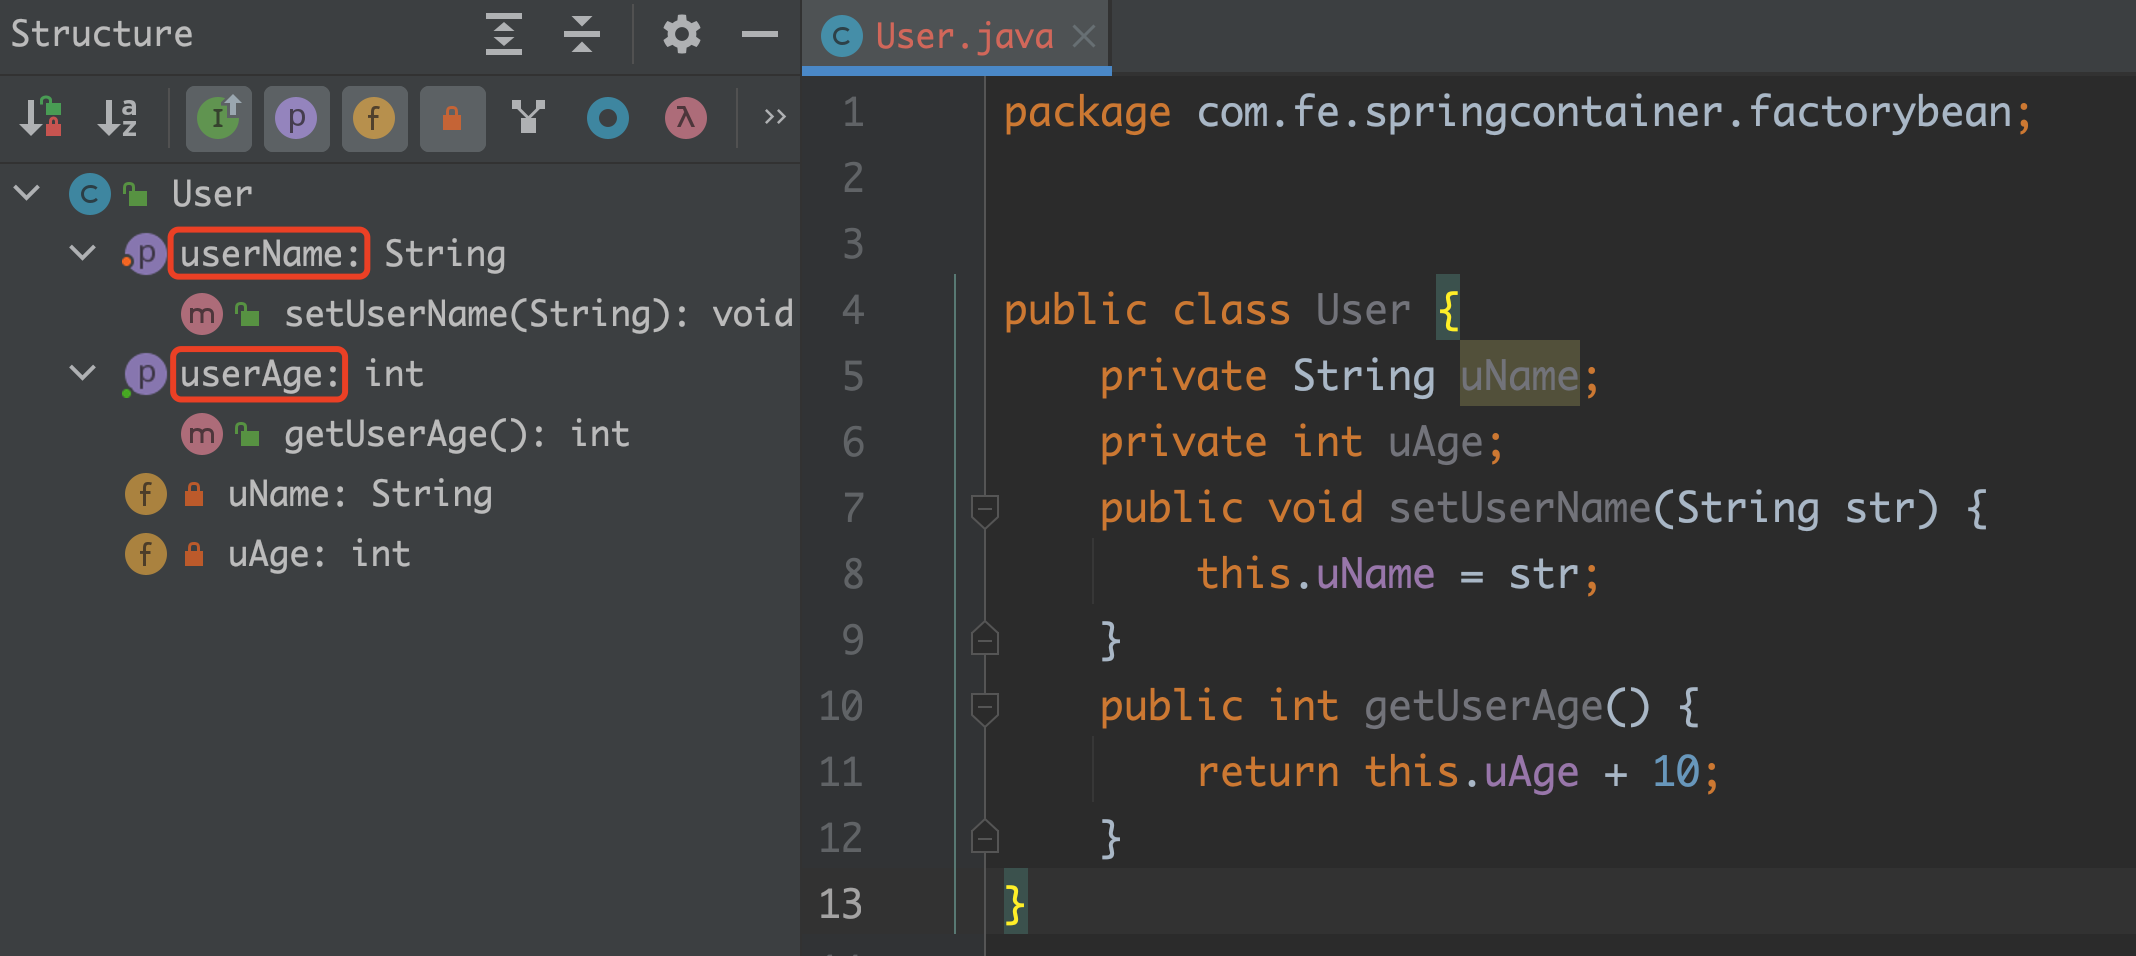 Structure
User
userName: String
setUserName(String): void
userAge: int
getUserAge(): int
uName: String
uAge: int
User.java
1 package com.fe.springcontainer.factorybean;
2
3
4 public class User {
5 private String uName;
6 private int uAge;
7 public void setUserName(String str) {
8 this.uName = str;
9 }
10 public int getUserAge() {
11 return this.uAge + 10;
12 }
13 }